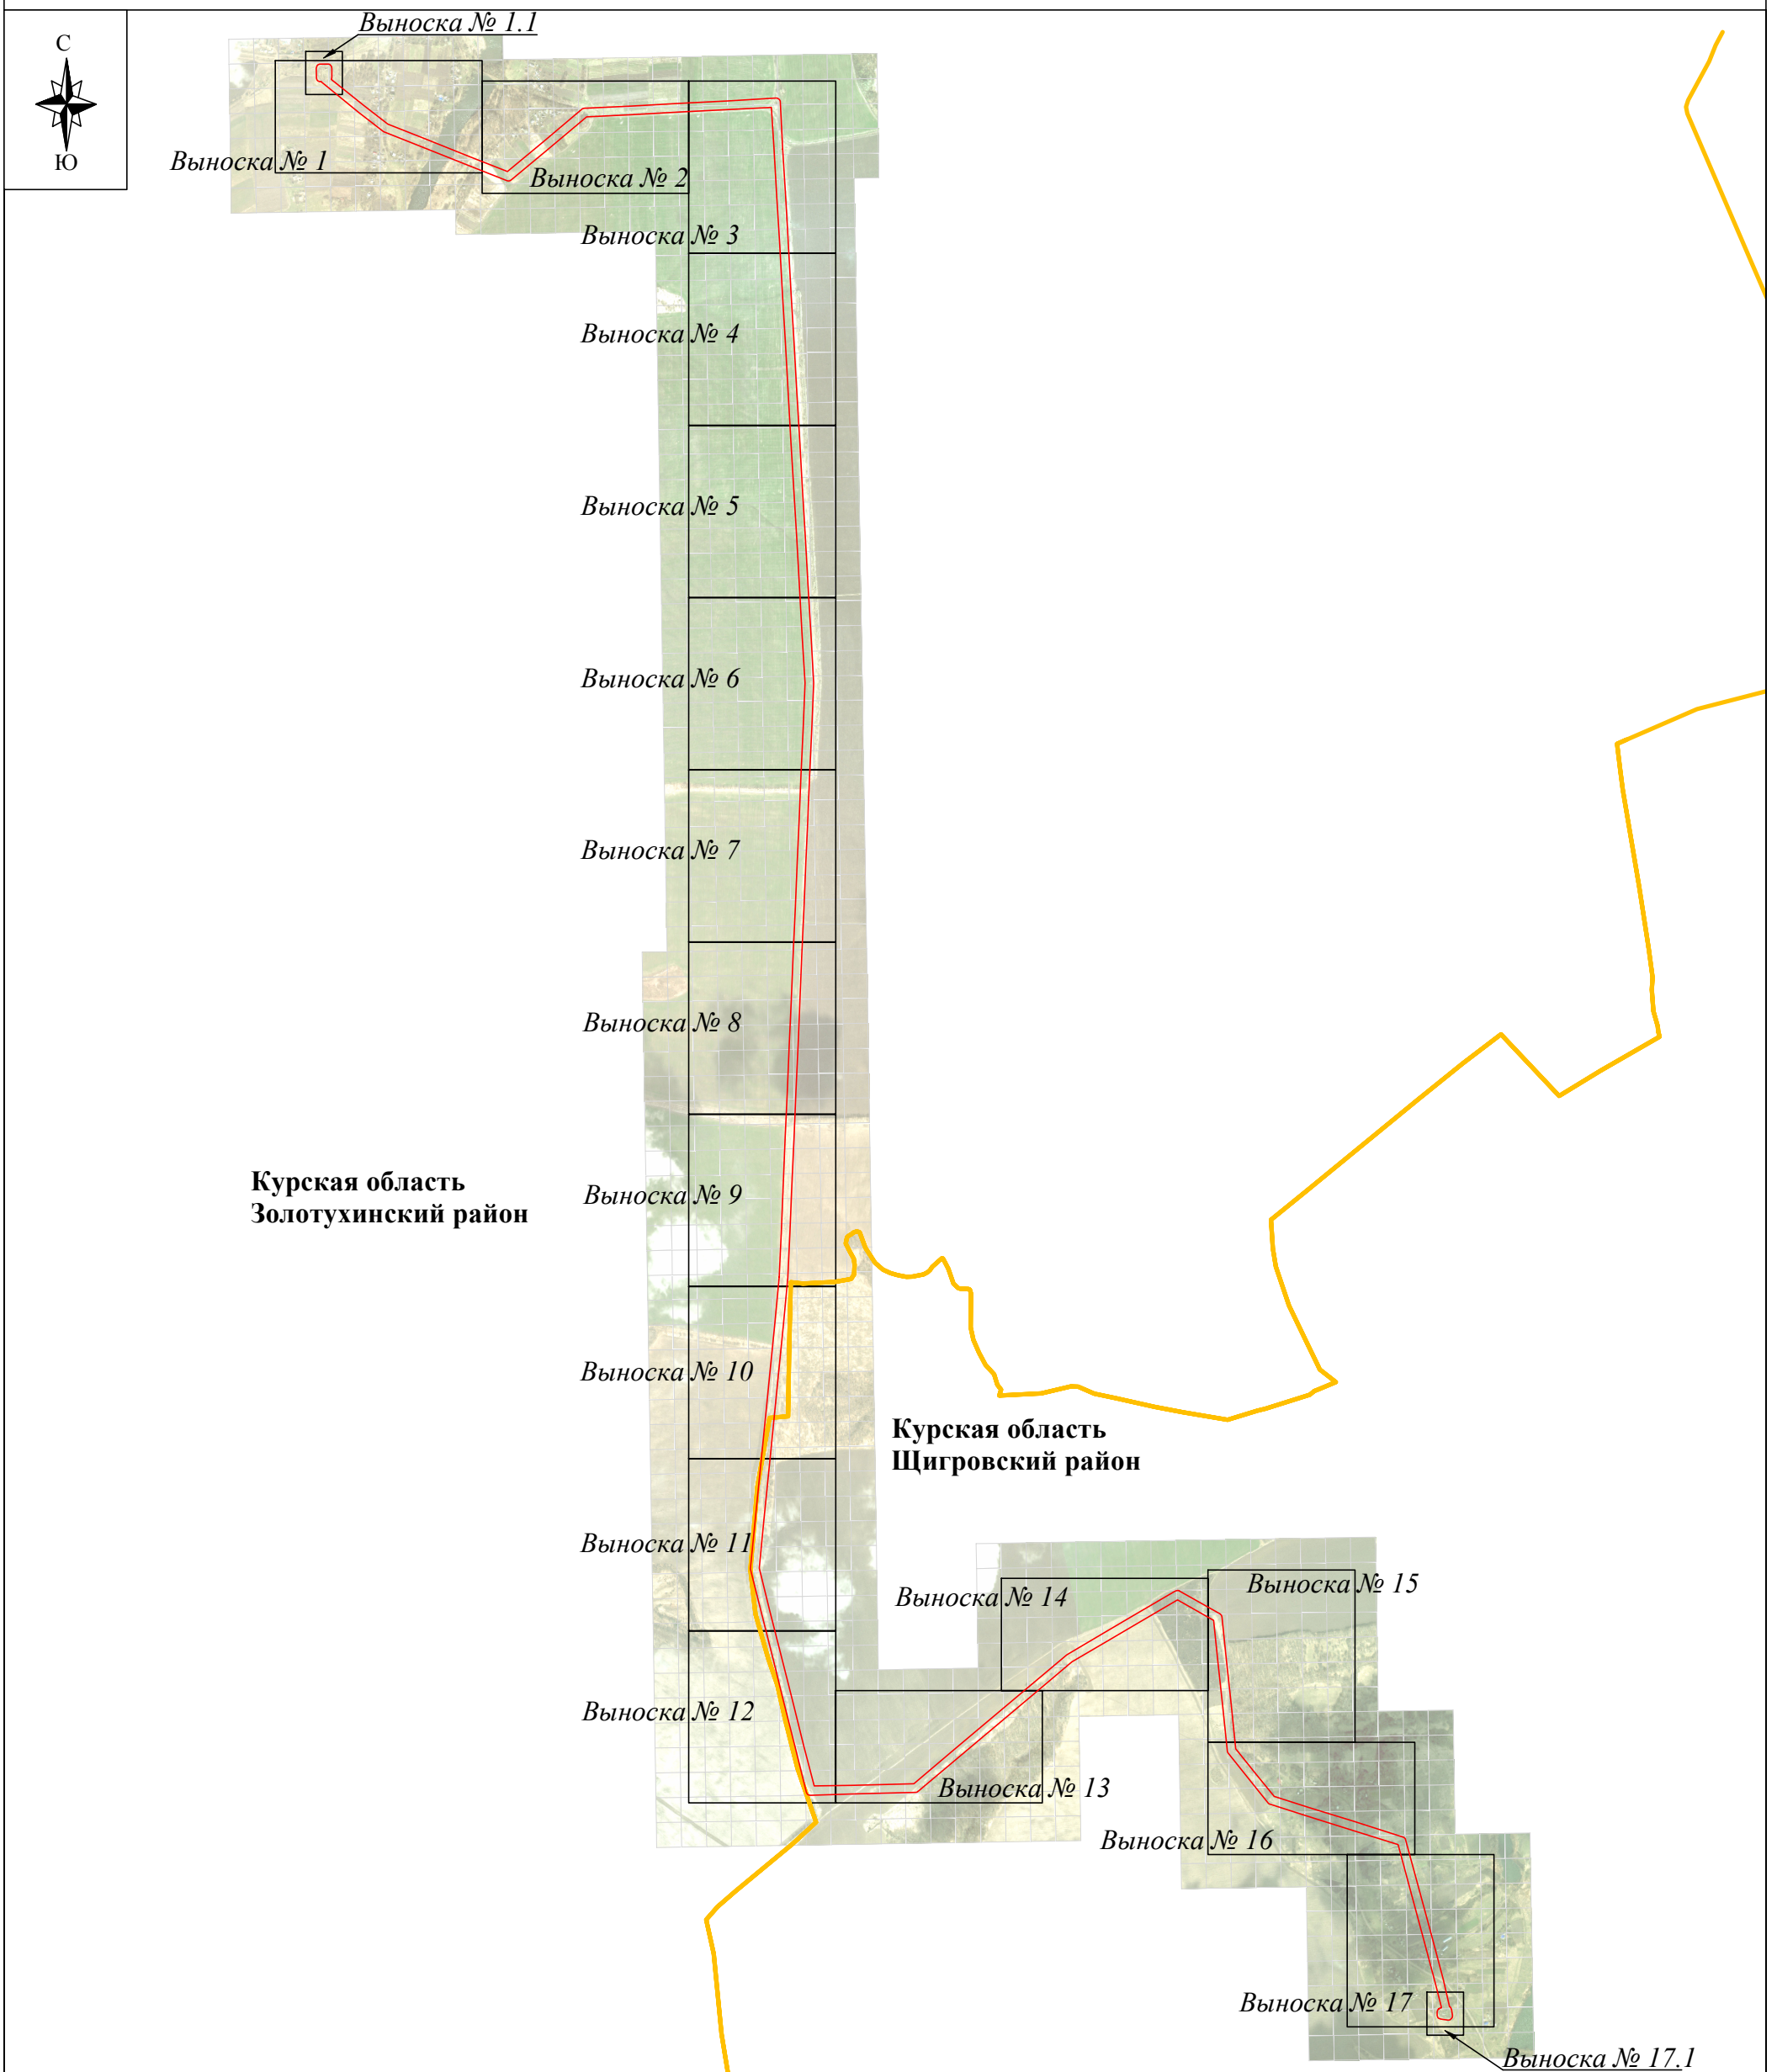 Выноска № 1.1
С
Ю
Выноска № 1
Выноска № 2
Выноска № 3
Выноска № 4
Выноска № 5
Выноска № 6
Выноска № 7
Выноска № 8
Курская область
Золотухинский район
Выноска № 9
Выноска № 10
Курская область
Щигровский район
Выноска № 11
Выноска № 14
Выноска № 15
Выноска № 12
Выноска № 13
Выноска № 16
Выноска № 17
Выноска № 17.1